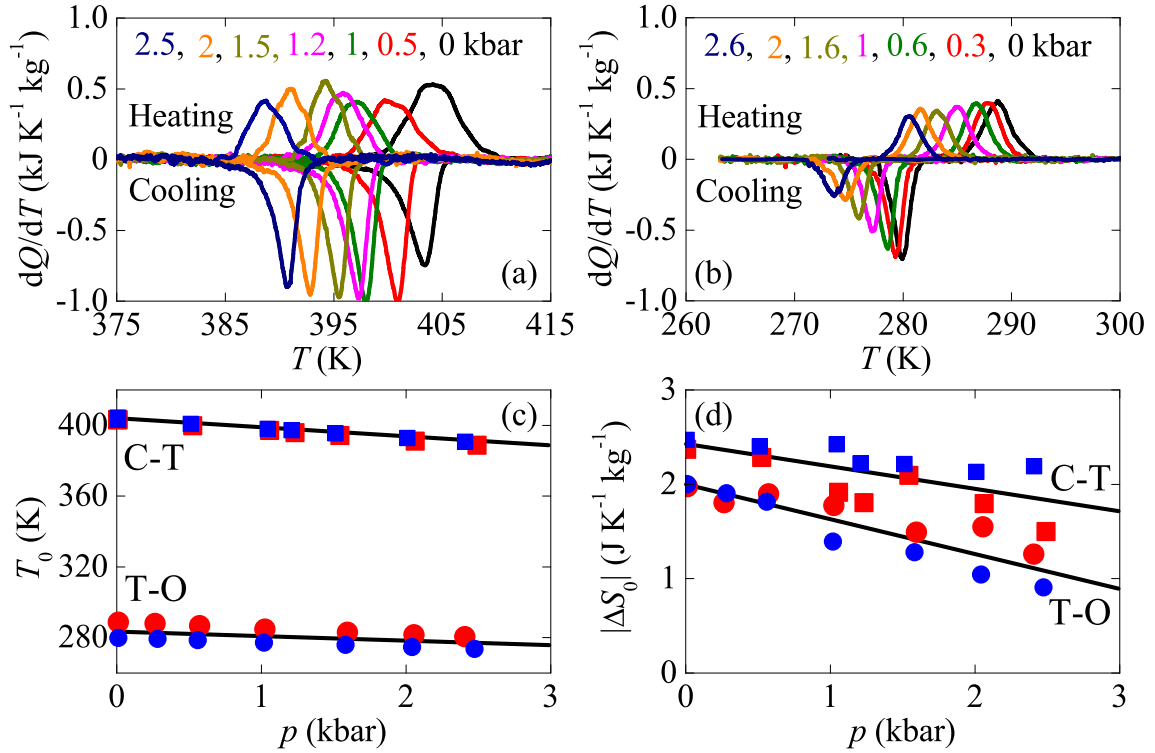 1.0
0.5
0
-0.5
-1.0
dQ/dT (kJ K⁻¹ kg⁻¹)
2.5, 2, 1.5, 1.2, 1, 0.5, 0 kbar
Heating
Cooling
(a)
375 385 395 405 415
T (K)
1.0
0.5
0
-0.5
-1.0
dQ/dT (kJ K⁻¹ kg⁻¹)
2.6, 2, 1.6, 1, 0.6, 0.3, 0 kbar
Heating
Cooling
(b)
260 270 280 290 300
T (K)
400
360
320
280
T₀ (K)
(c)
C-T
T-O
0 1 2 3
p (kbar)
3
2
1
0
|ΔS₀| (J K⁻¹ kg⁻¹)
(d)
C-T
T-O
0 1 2 3
p (kbar)